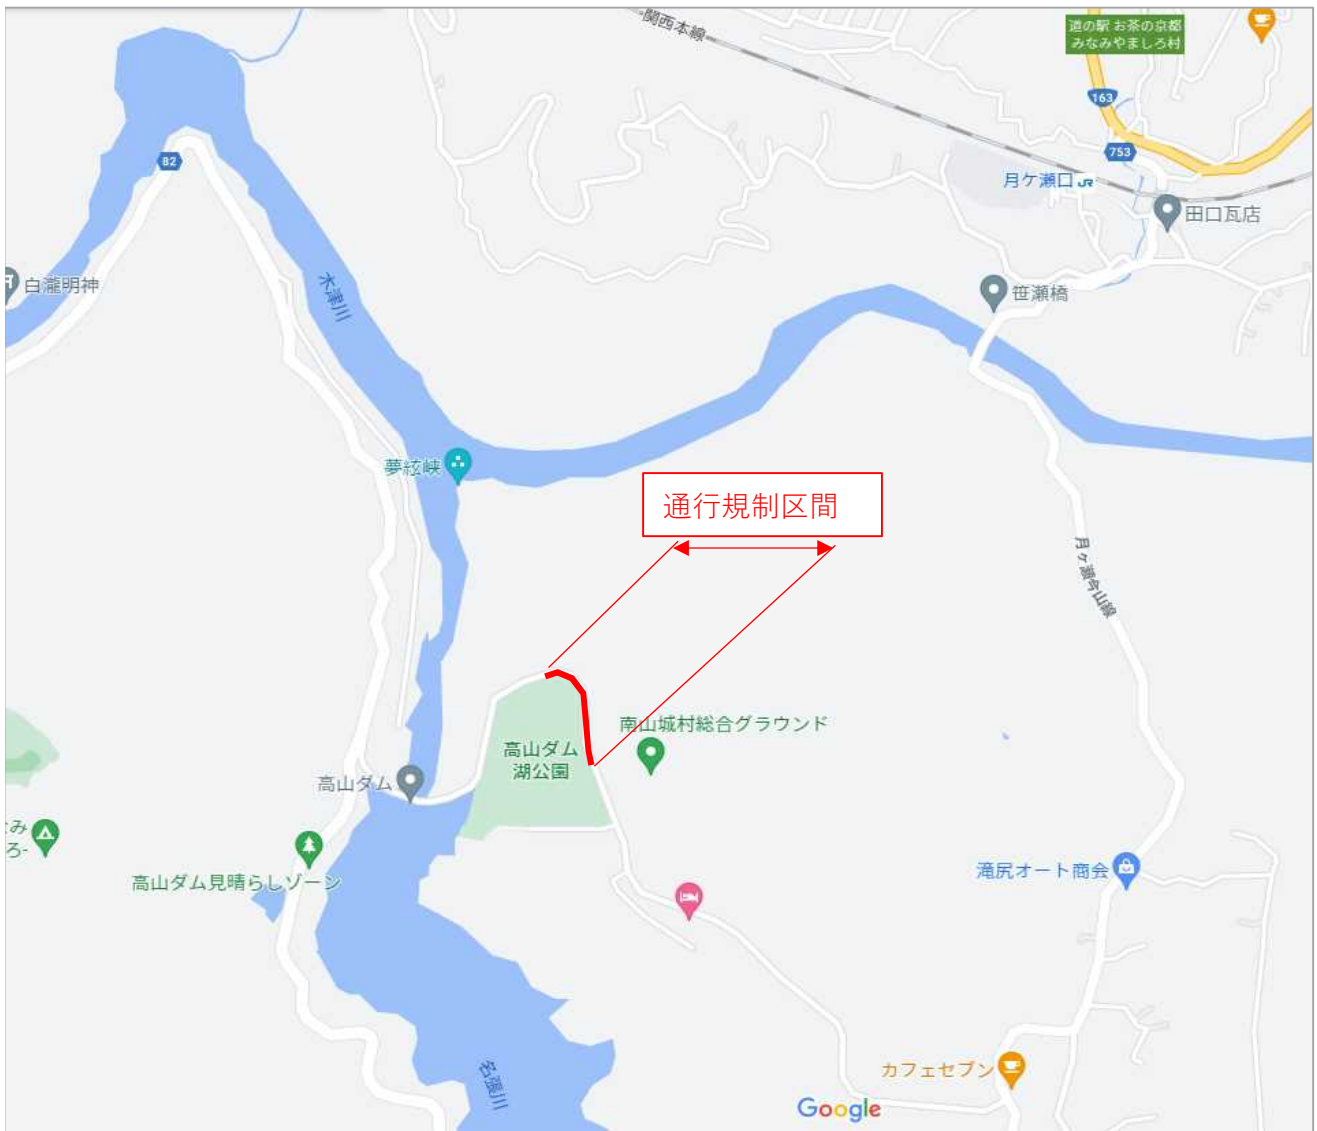 関西本線
道の駅 お茶の京都
みなみやましろ村
163
753
82
月ケ瀬口
JR
田口瓦店
白瀧明神
木津川
笹瀬橋
夢絃峡
通行規制区間
月ヶ瀬今山線
南山城村総合グラウンド
高山ダム
湖公園
高山ダム
み
ろ-
高山ダム見晴らしゾーン
滝尻オート商会
カフェセブン
名張川
Google